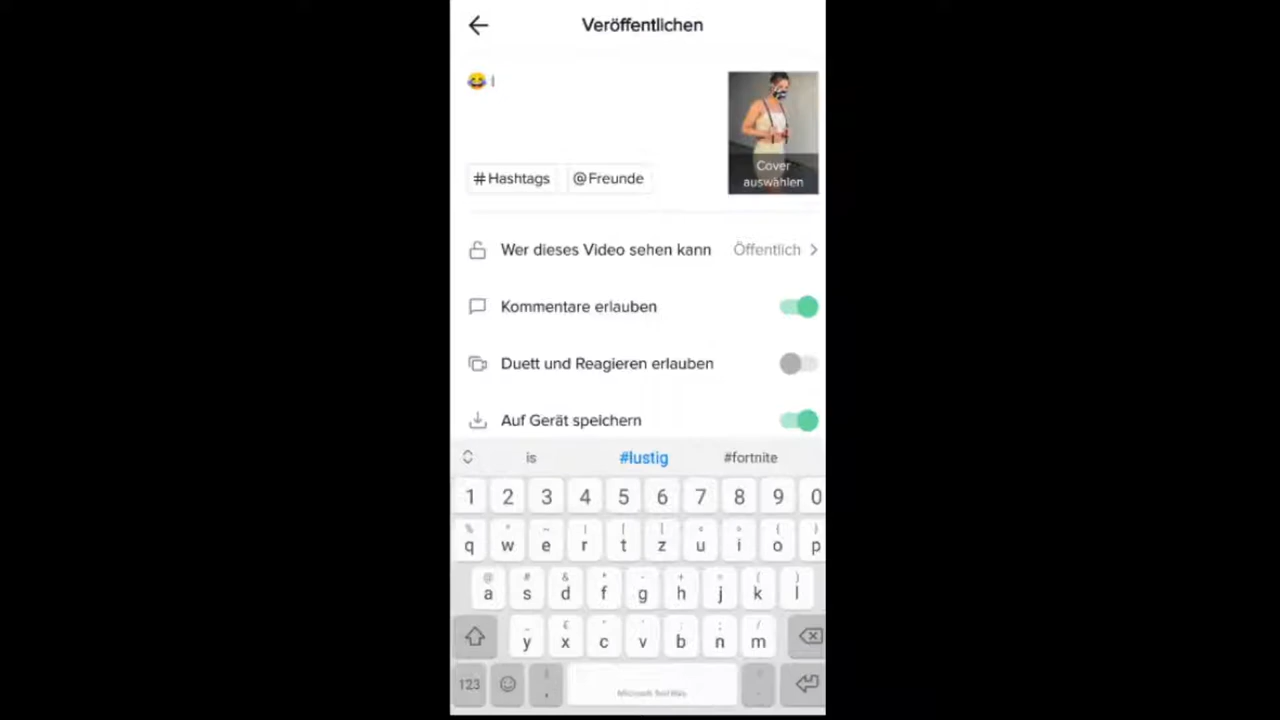 Veröffentlichen
😂
Cover
auswählen
#Hashtags @Freunde
Wer dieses Video sehen kann Öffentlich >
Kommentare erlauben
Duett und Reagieren erlauben
Auf Gerät speichern
is #lustig #fortnite
1 2 3 4 5 6 7 8 9 0
q w e r t z u i o p
a s d f g h j k l
y x c v b n m
123 ,